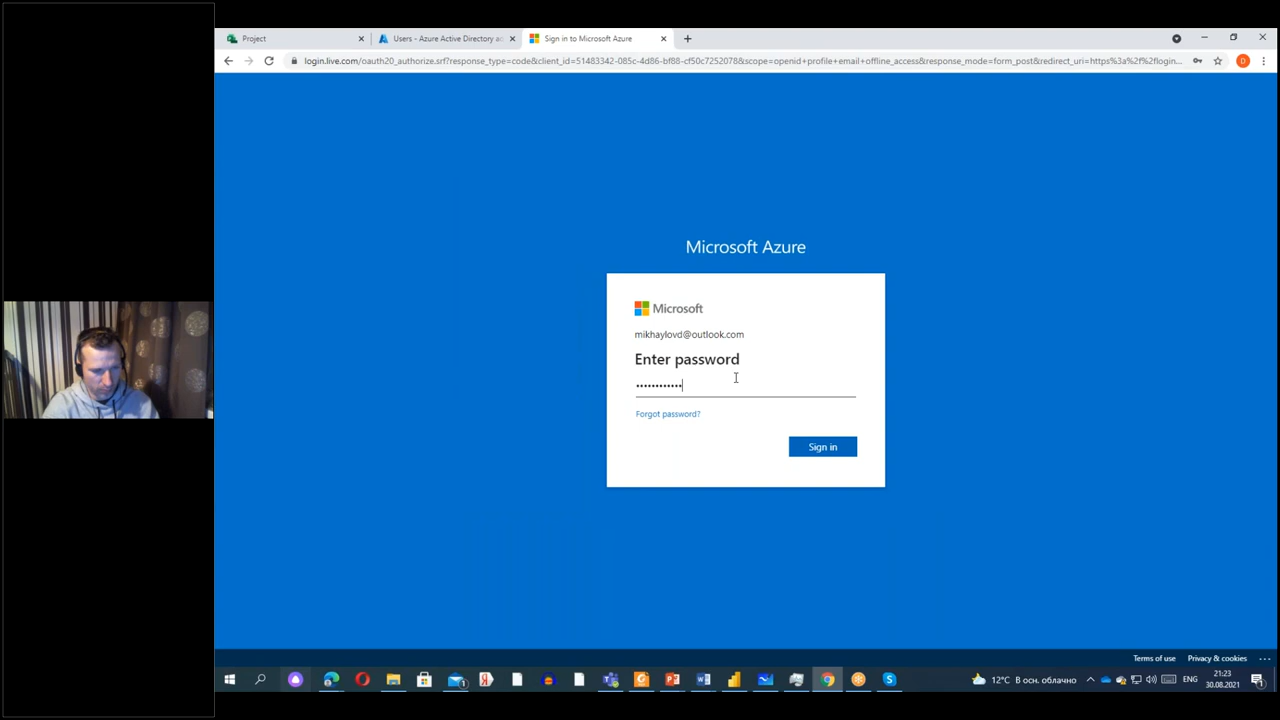 Project
Users - Azure Active Directory ac
Sign in to Microsoft Azure
login.live.com/oauth20_authorize.srf?response_type=code&client_id=51483342-085c-4d86-bf88-cf50c7252078&scope=openid+profile+email+offline_access&response_mode=form_post&redirect_uri=https%3a%2f%2flogin...
D
Microsoft Azure
Microsoft
mikhaylovd@outlook.com
Enter password
••••••••••••
Forgot password?
Sign in
Terms of use
Privacy & cookies
...
12°C В осн. облачно
ENG
21:23
30.08.2021